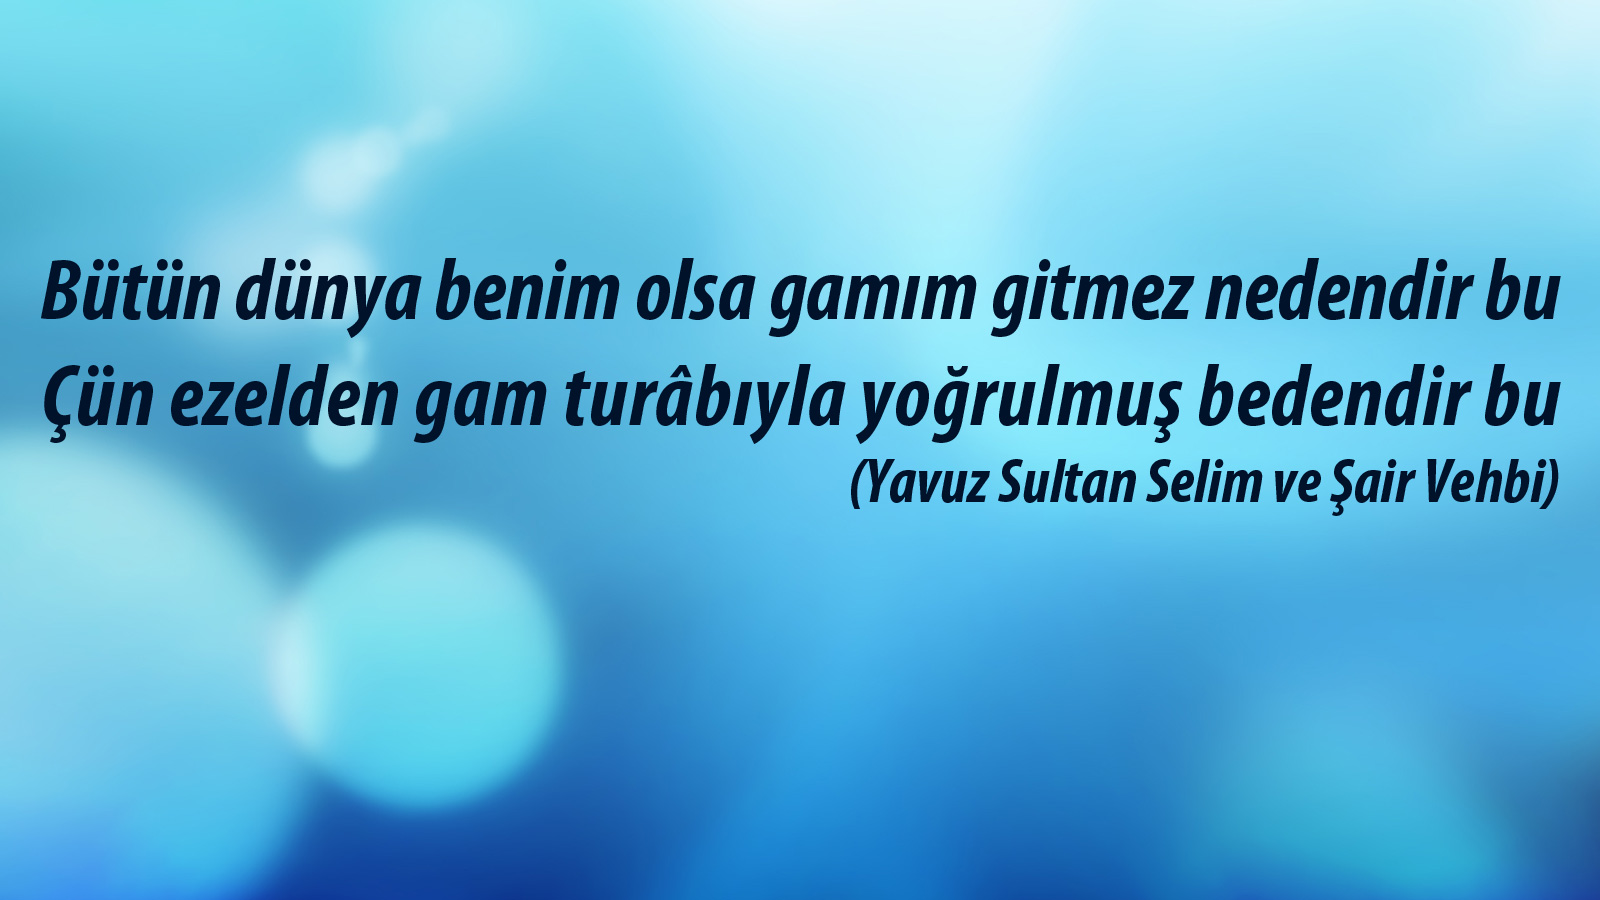 Bütün dünya benim olsa gamım gitmez nedendir bu
Çün ezelden gam turâbıyla yoğrulmuş bedendir bu
(Yavuz Sultan Selim ve Şair Vehbi)